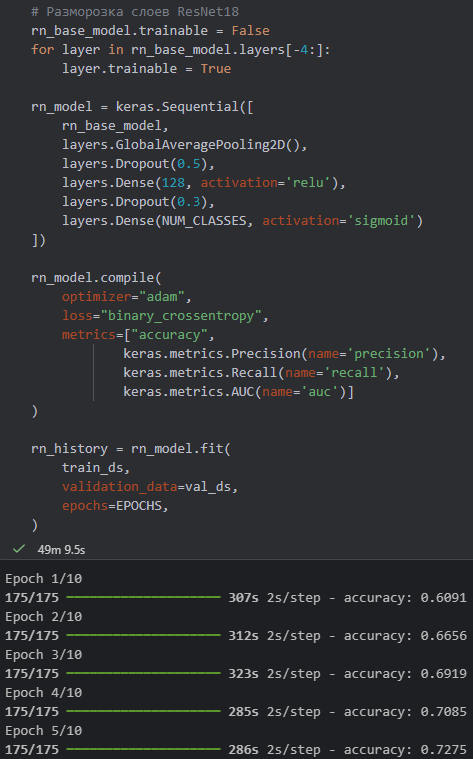 # Разморозка слоев ResNet18
rn_base_model.trainable = False
for layer in rn_base_model.layers[-4:]:
    layer.trainable = True

rn_model = keras.Sequential([
    rn_base_model,
    layers.GlobalAveragePooling2D(),
    layers.Dropout(0.5),
    layers.Dense(128, activation='relu'),
    layers.Dropout(0.3),
    layers.Dense(NUM_CLASSES, activation='sigmoid')
])

rn_model.compile(
    optimizer="adam",
    loss="binary_crossentropy",
    metrics=["accuracy",
            keras.metrics.Precision(name='precision'),
            keras.metrics.Recall(name='recall'),
            keras.metrics.AUC(name='auc')]
)

rn_history = rn_model.fit(
    train_ds,
    validation_data=val_ds,
    epochs=EPOCHS,
)
49m 9.5s
Epoch 1/10
175/175 307s 2s/step - accuracy: 0.6091
Epoch 2/10
175/175 312s 2s/step - accuracy: 0.6656
Epoch 3/10
175/175 323s 2s/step - accuracy: 0.6919
Epoch 4/10
175/175 285s 2s/step - accuracy: 0.7085
Epoch 5/10
175/175 286s 2s/step - accuracy: 0.7275